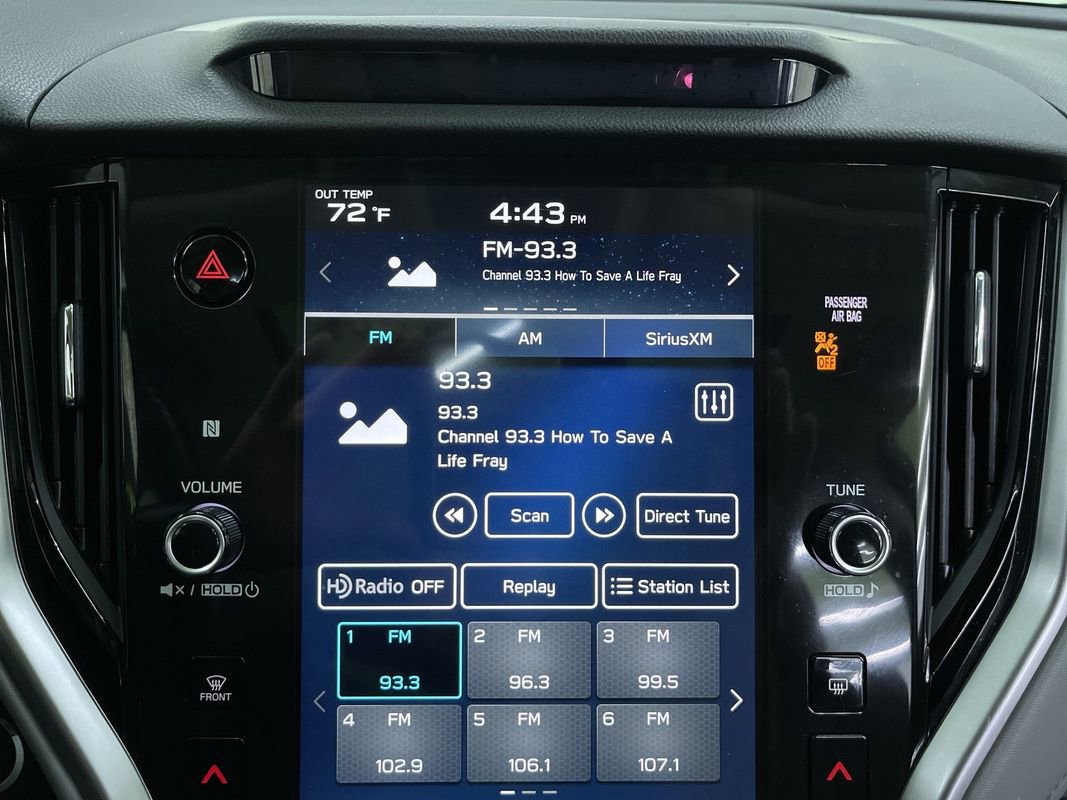 OUT TEMP
72 °F
4:43 PM
FM-93.3
Channel 93.3 How To Save A Life Fray
PASSENGER
AIR BAG
2
OFF
FM
AM
SiriusXM
93.3
93.3
Channel 93.3 How To Save A
Life Fray
N
VOLUME
TUNE
Scan
Direct Tune
/ HOLD
HOLD
HD Radio OFF
Replay
Station List
1 FM
93.3
2 FM
96.3
3 FM
99.5
FRONT
4 FM
102.9
5 FM
106.1
6 FM
107.1